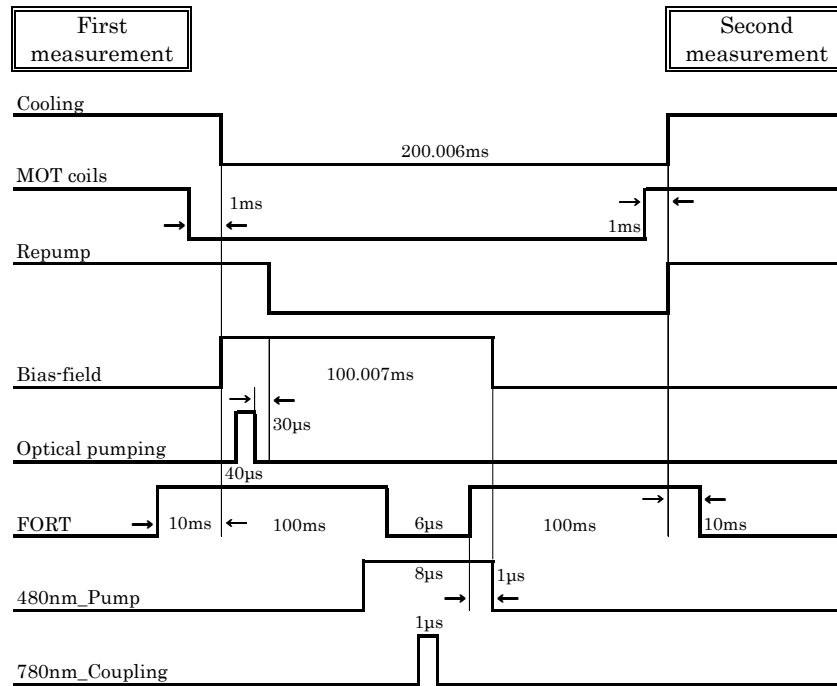 First
measurement
Second
measurement
Cooling
200.006ms
MOT coils
1ms
1ms
Repump
Bias-field
100.007ms
30µs
Optical pumping
40µs
FORT
10ms
100ms
6µs
100ms
10ms
8µs
1µs
480nm_Pump
1µs
780nm_Coupling